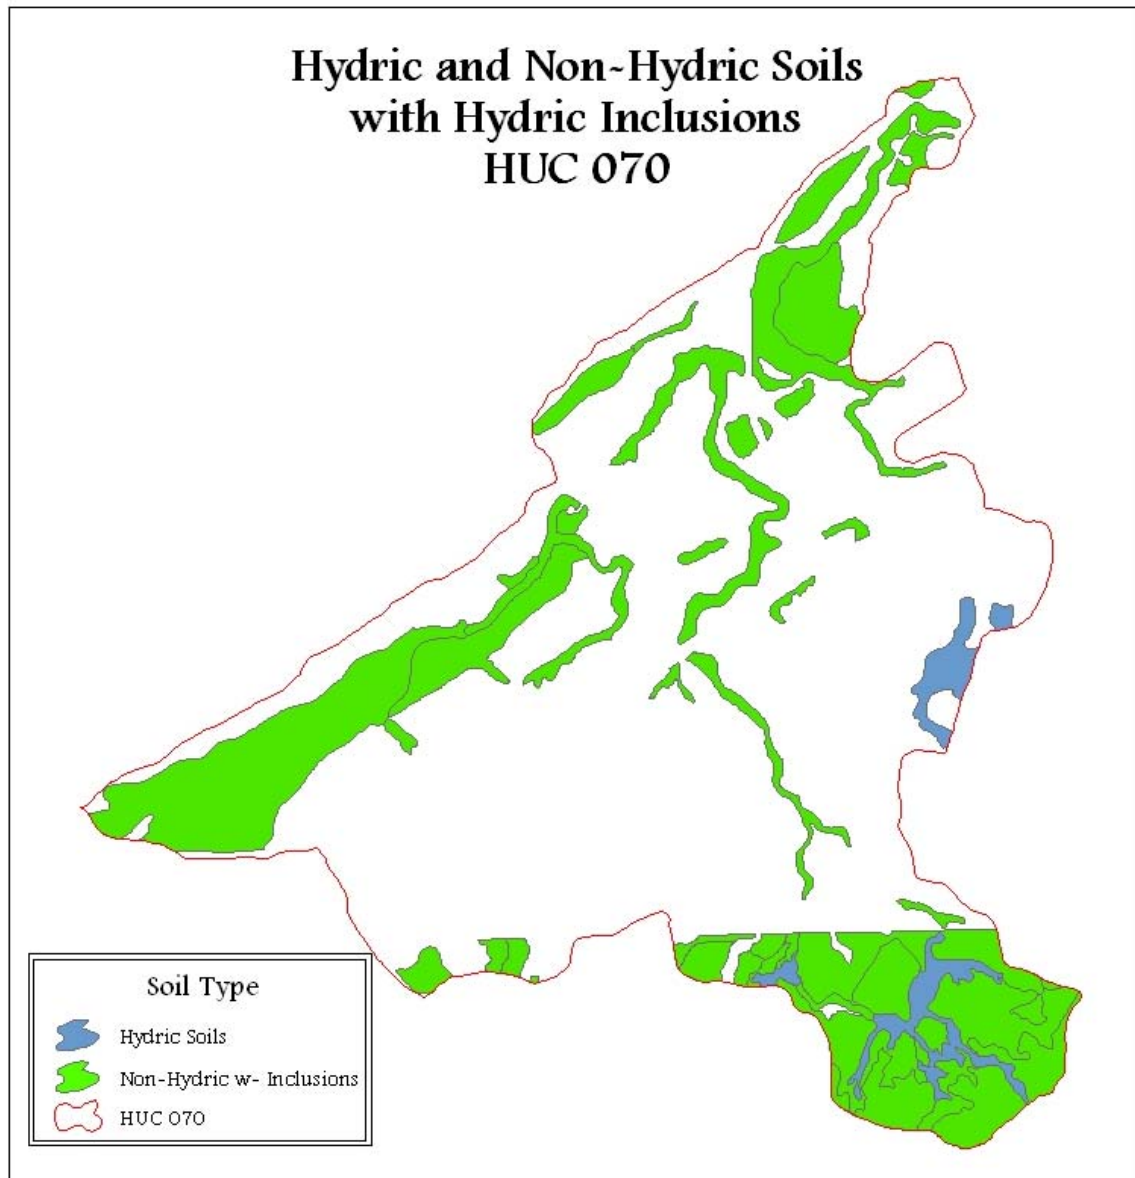 Hydric and Non-Hydric Soils
with Hydric Inclusions
HUC 070
Soil Type
Hydric Soils
Non-Hydric w- Inclusions
HUC 070